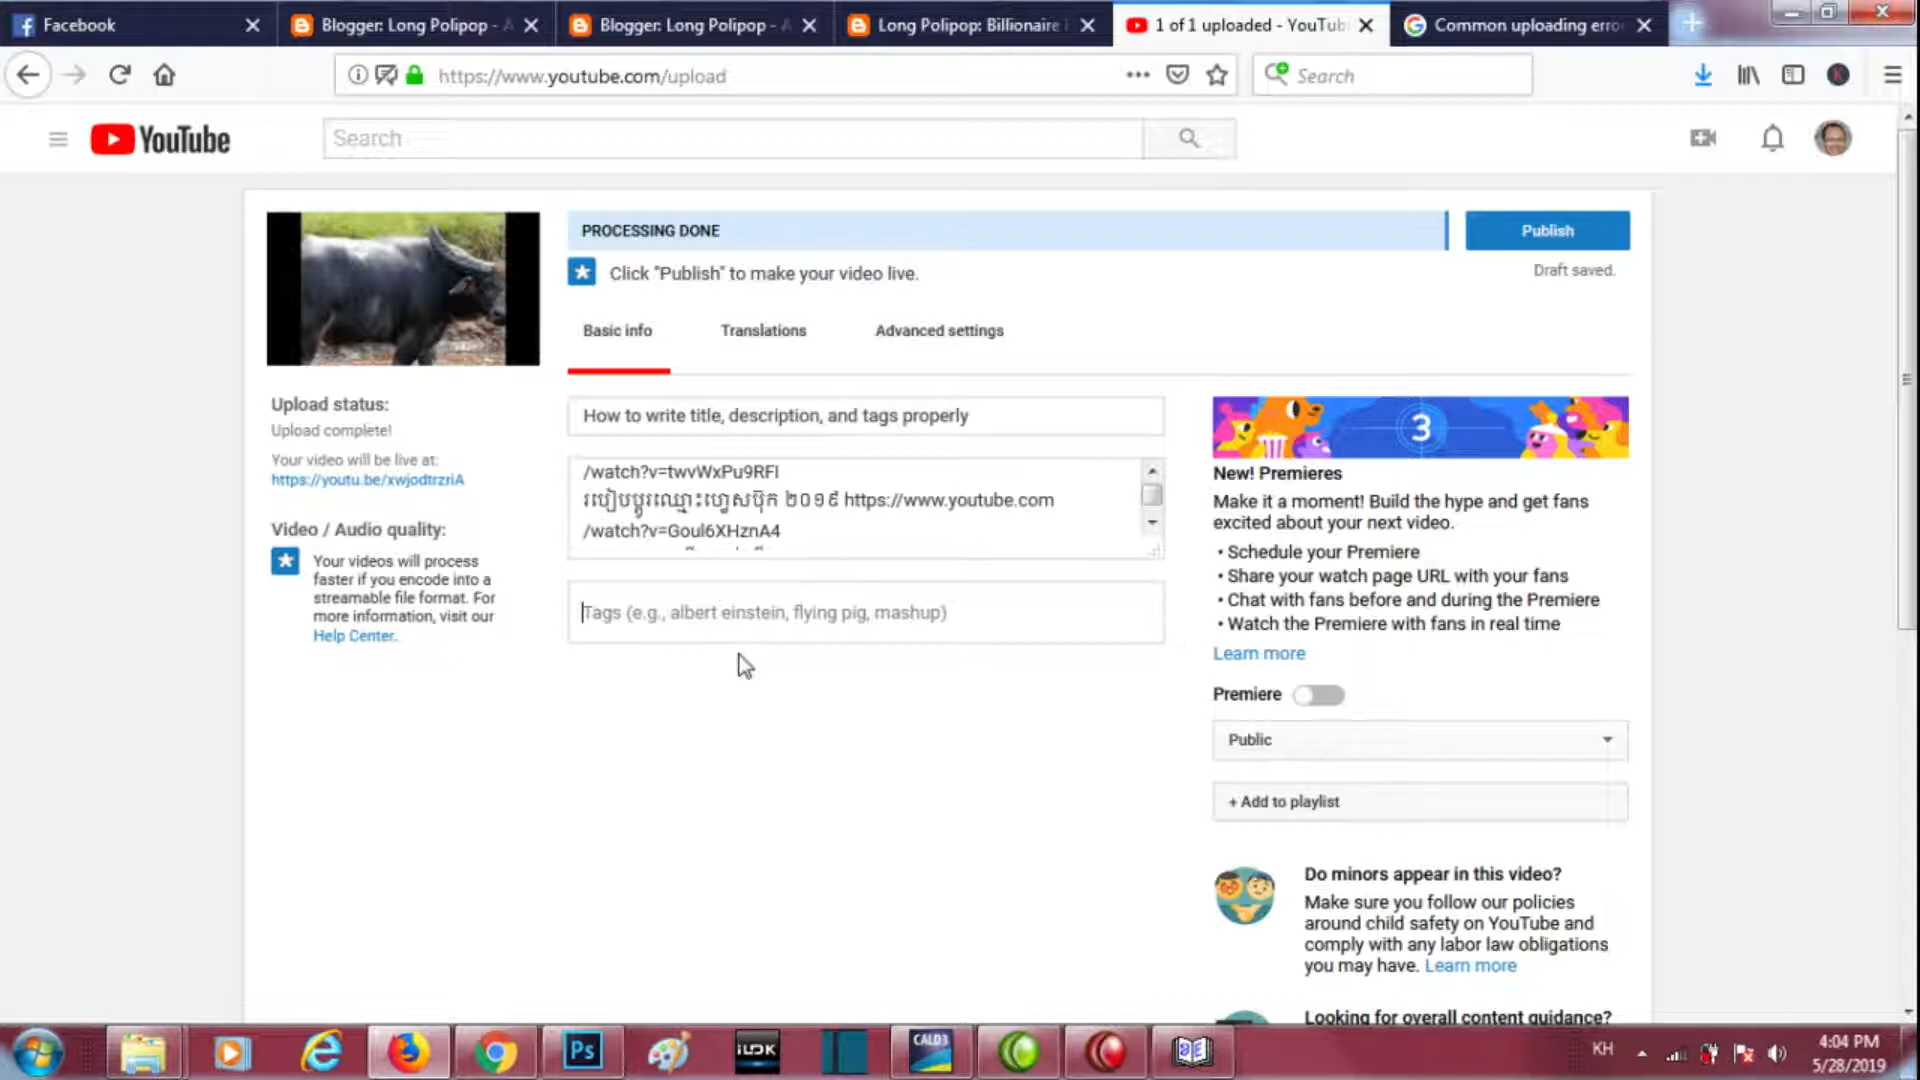 Facebook
Blogger: Long Polipop -
Blogger: Long Polipop -
Long Polipop: Billionaire
1 of 1 uploaded - YouTub
Common uploading erro
https://www.youtube.com/upload
Search
YouTube
Search
PROCESSING DONE
Publish
Click "Publish" to make your video live.
Draft saved.
Basic info
Translations
Advanced settings
Upload status:
Upload complete!
Your video will be live at:
https://youtu.be/xwjodtrzriA
Video / Audio quality:
Your videos will process
faster if you encode into a
streamable file format. For
more information, visit our
Help Center.
How to write title, description, and tags properly
/watch?v=twvWxPu9RFI
របៀបប្តូរឈ្មោះហ្វេសប៊ុក ២០១៩ https://www.youtube.com
/watch?v=Goul6XHznA4
Tags (e.g., albert einstein, flying pig, mashup)
3
New! Premieres
Make it a moment! Build the hype and get fans
excited about your next video.
• Schedule your Premiere
• Share your watch page URL with your fans
• Chat with fans before and during the Premiere
• Watch the Premiere with fans in real time
Learn more
Premiere
Public
+ Add to playlist
Do minors appear in this video?
Make sure you follow our policies
around child safety on YouTube and
comply with any labor law obligations
you may have. Learn more
Looking for overall content guidance?
Ps
CALD3
KH
4:04 PM
5/28/2019